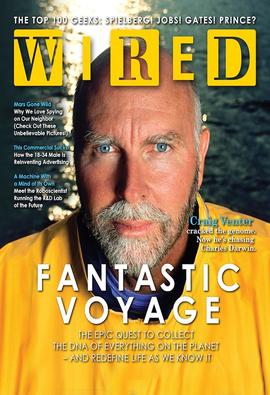 THE TOP 100 GEEKS: SPIELBERG! JOBS! GATES! PRINCE?
WIRED
Mars Gone Wild
Why We Love Spying
on Our Neighbor
(Check Out These
Unbelievable Pictures)
This Commercial Sucks
How the 18-34 Male is
Reinventing Advertising
A Machine With
a Mind of Its Own
Meet the Roboscientist
Running the R&D Lab
of the Future
Craig Venter
cracked the genome.
Now he's chasing
Charles Darwin.
FANTASTIC
VOYAGE
THE EPIC QUEST TO COLLECT
THE DNA OF EVERYTHING ON THE PLANET
– AND REDEFINE LIFE AS WE KNOW IT